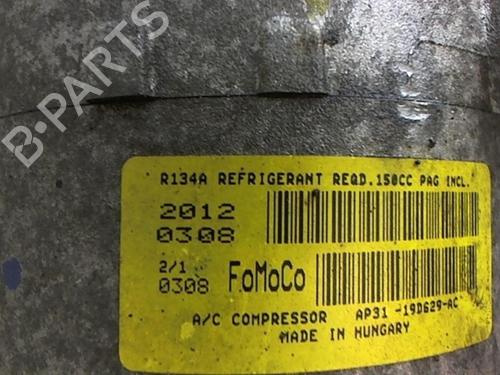 B-PARTS
R134A REFRIGERANT REQD.150CC PAG INCL.
2012
0308
2/1
0308 FoMoCo
A/C COMPRESSOR AP31 -19D629-AC
MADE IN HUNGARY